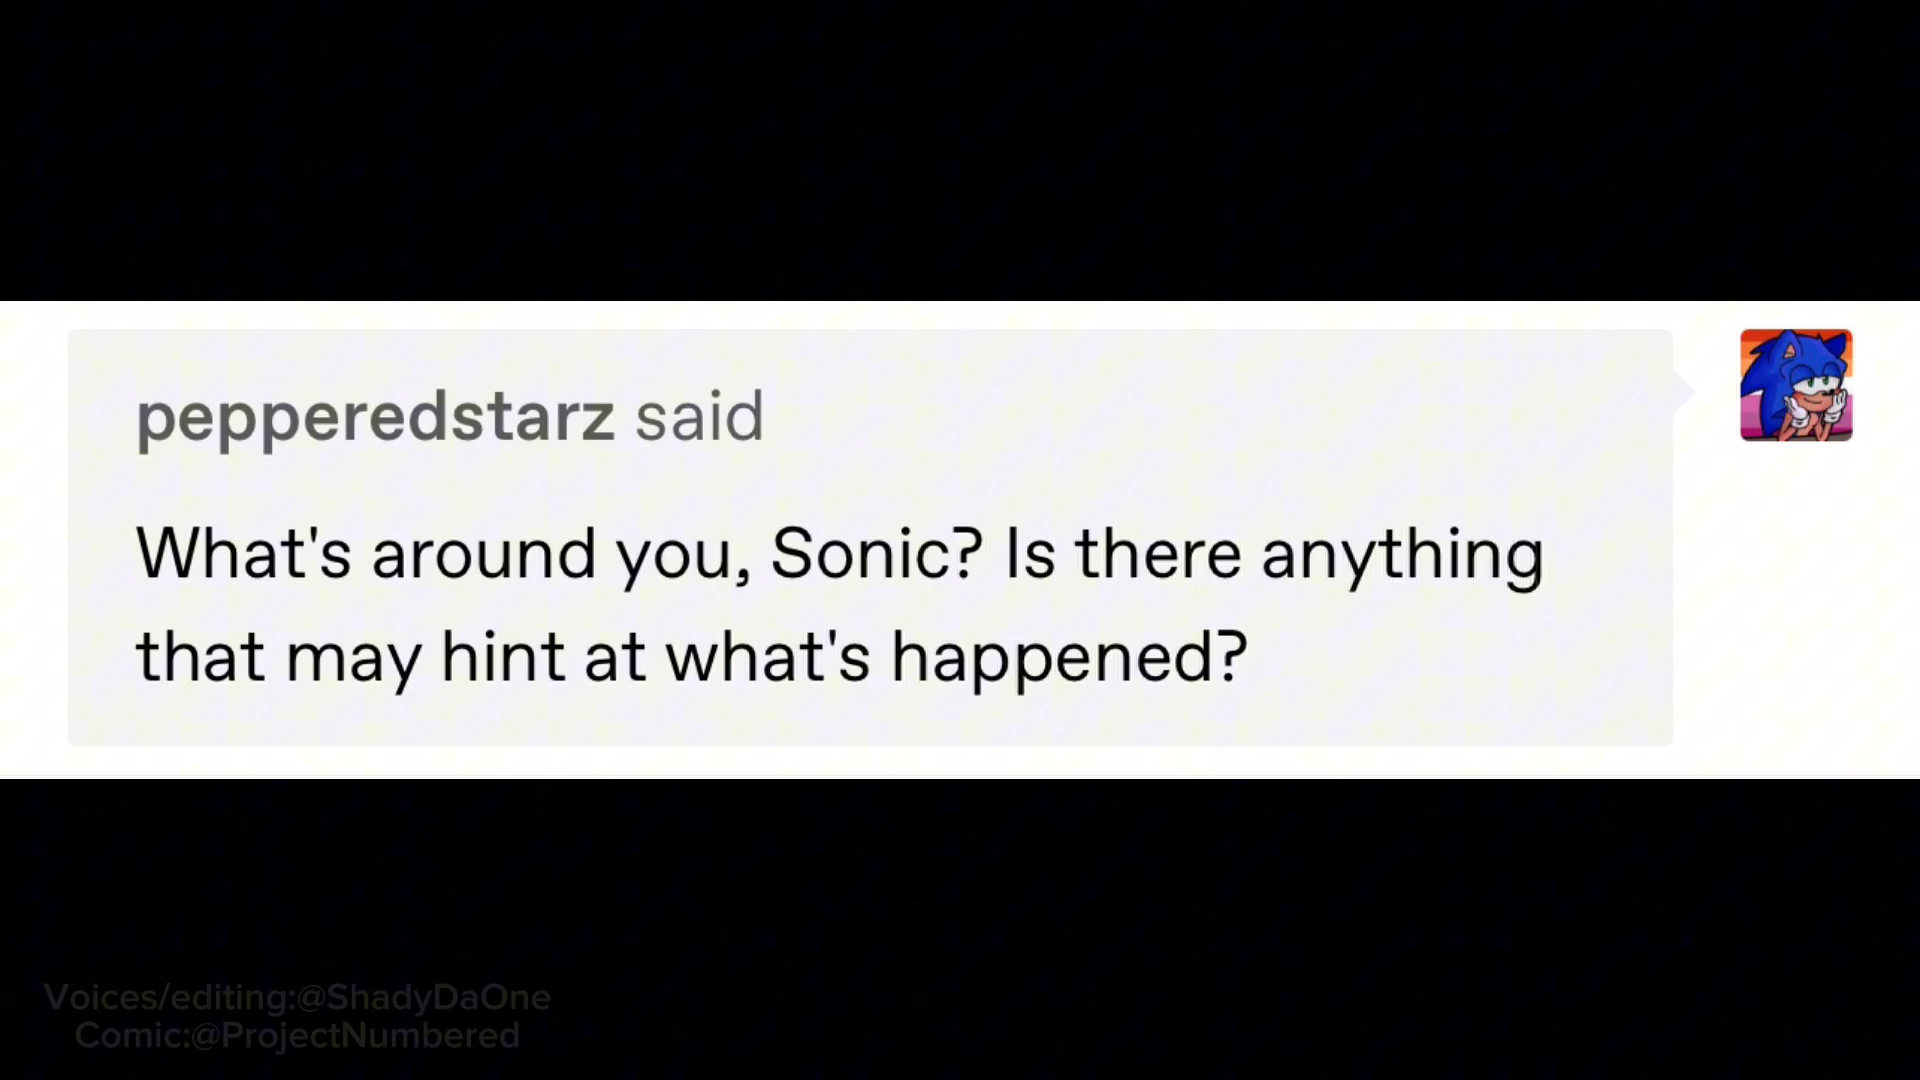 pepperedstarz said
What's around you, Sonic? Is there anything
that may hint at what's happened?
Voices/editing:@ShadyDaOne
Comic:@ProjectNumbered